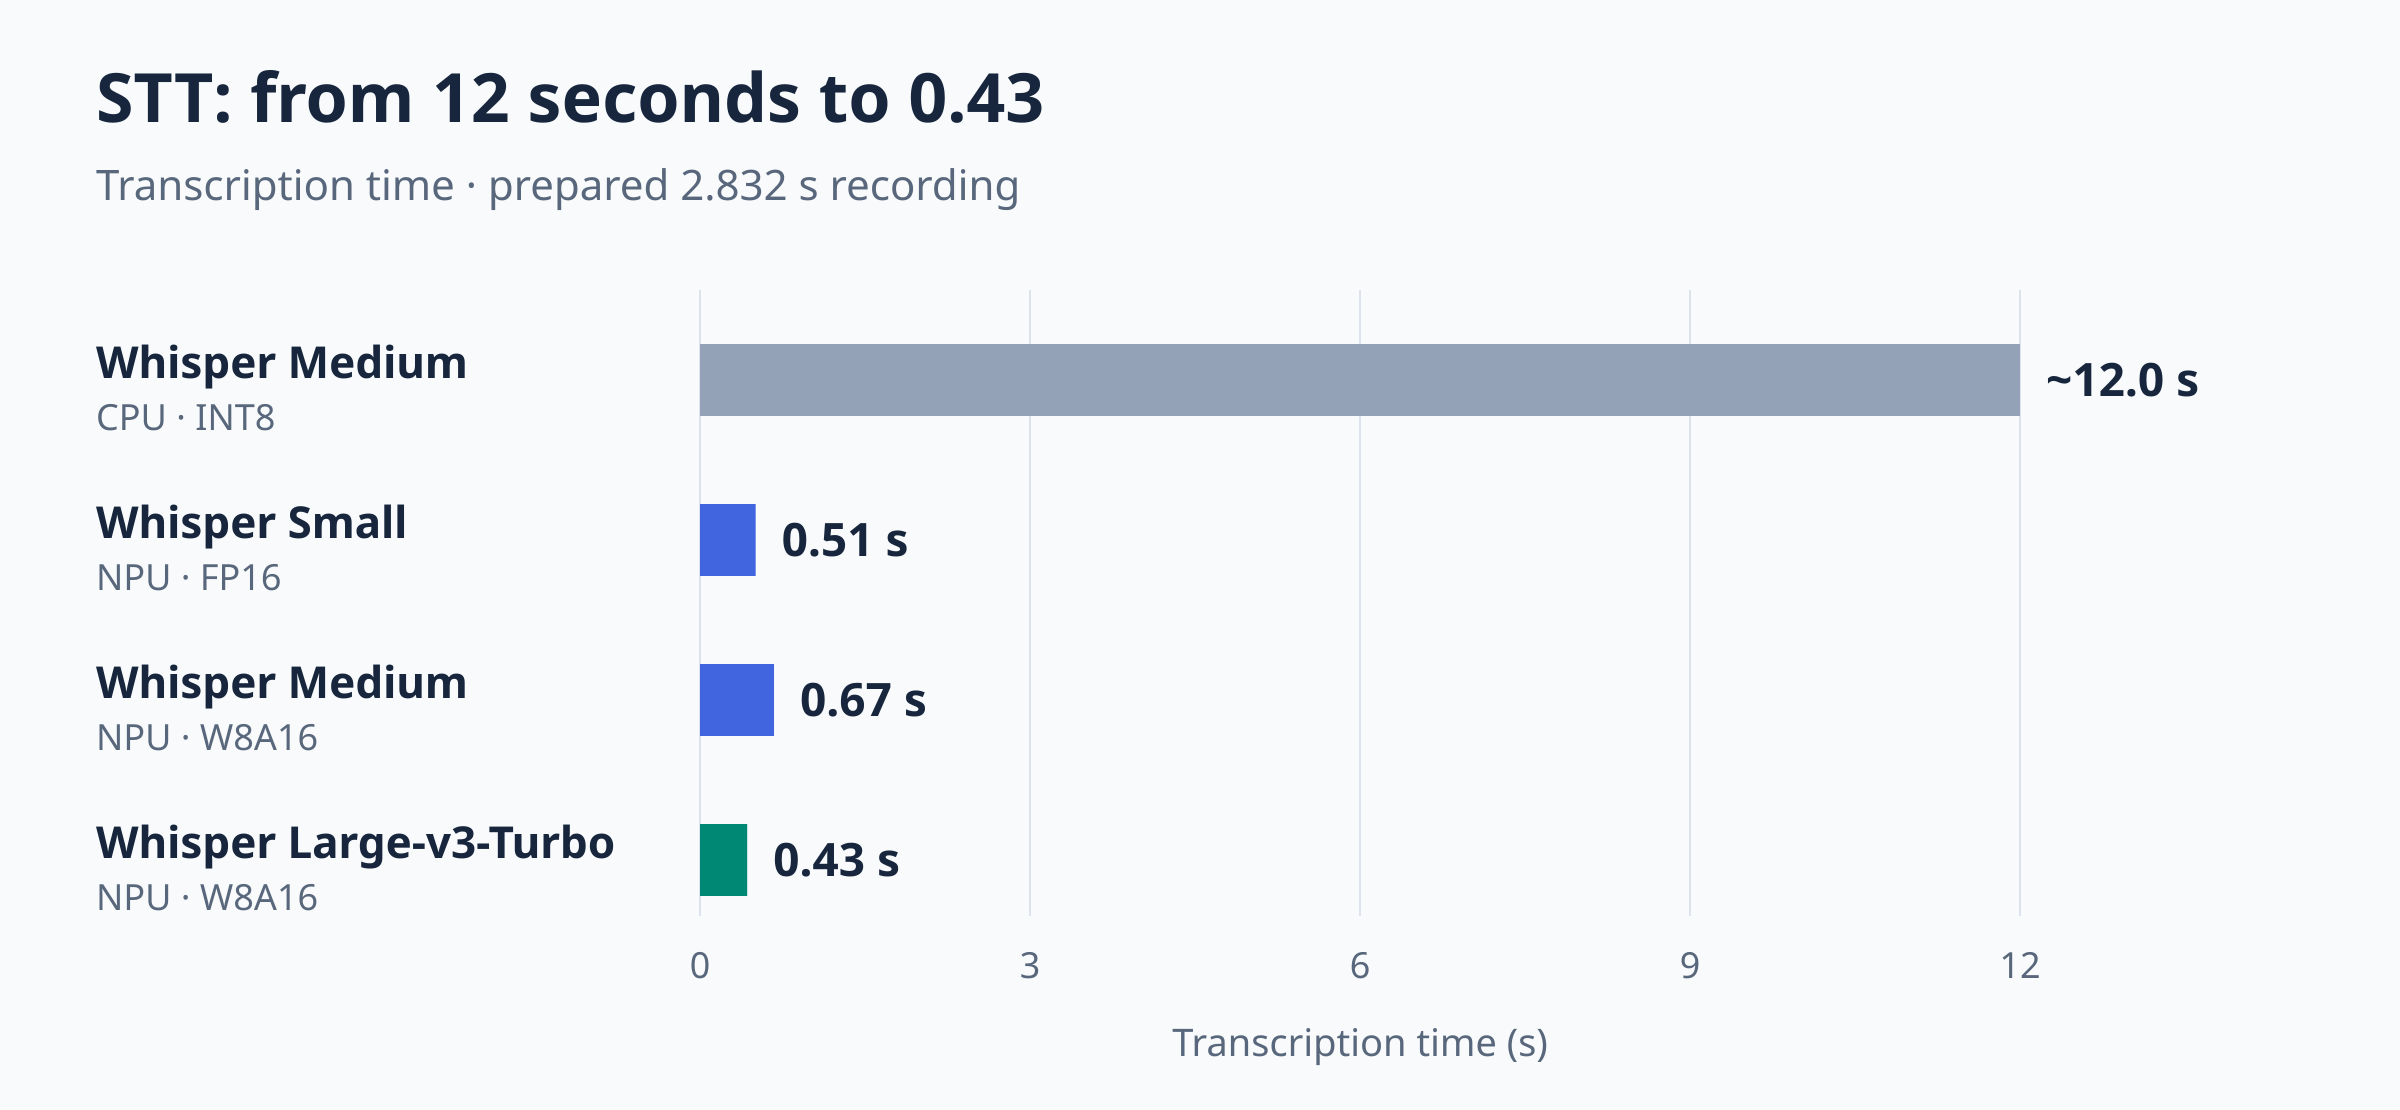 STT: from 12 seconds to 0.43
Transcription time · prepared 2.832 s recording
Whisper Medium
CPU · INT8
~12.0 s
Whisper Small
NPU · FP16
0.51 s
Whisper Medium
NPU · W8A16
0.67 s
Whisper Large-v3-Turbo
NPU · W8A16
0.43 s
0 3 6 9 12
Transcription time (s)